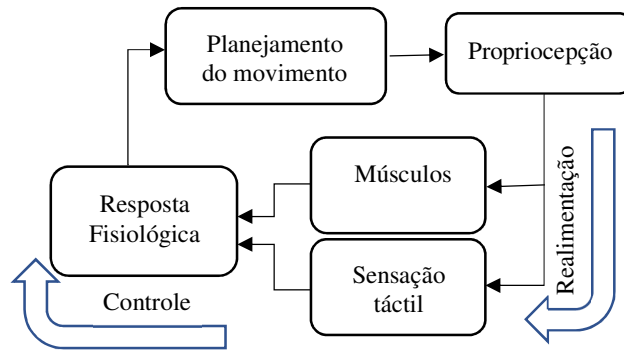 Planejamento
do movimento
Propriocepção
Músculos
Realimentação
Resposta
Fisiológica
Sensação
táctil
Controle